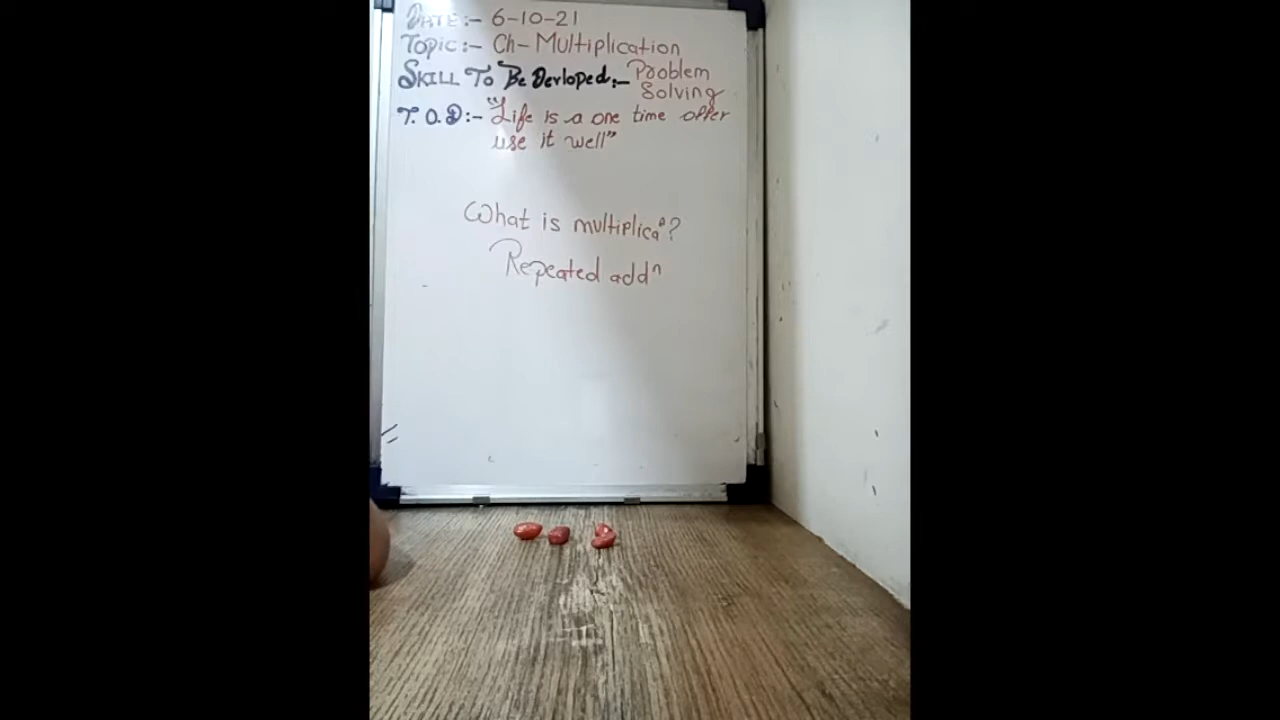 DATE:- 6-10-21
Topic:- Ch- Multiplication
SKILL To Be Devloped:- Problem
Solving
T.O.D:- "Life is a one time offer
use it well"
What is multiplicaⁿ?
Repeated addⁿ